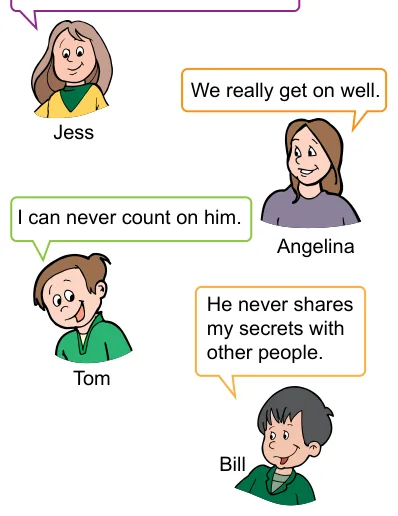 Jess
We really get on well.
Angelina
I can never count on him.
Tom
He never shares
my secrets with
other people.
Bill